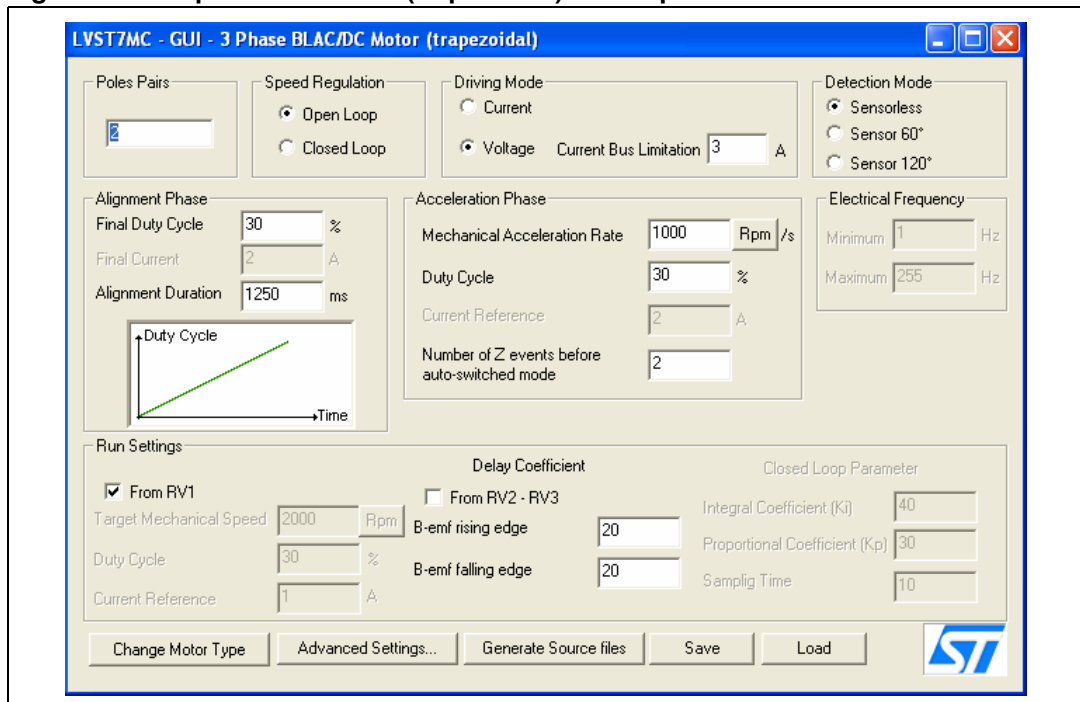 LVST7MC - GUI - 3 Phase BLAC/DC Motor (trapezoidal)
Poles Pairs
2
Speed Regulation
Open Loop
Closed Loop
Driving Mode
Current
Voltage Current Bus Limitation 3 A
Detection Mode
Sensorless
Sensor 60°
Sensor 120°
Alignment Phase
Final Duty Cycle 30 %
Final Current 2 A
Alignment Duration 1250 ms
Duty Cycle
Time
Acceleration Phase
Mechanical Acceleration Rate 1000 Rpm /s
Duty Cycle 30 %
Current Reference 2 A
Number of Z events before
auto-switched mode 2
Electrical Frequency
Minimum 1 Hz
Maximum 255 Hz
Run Settings
From RV1
Target Mechanical Speed 2000 Rpm
Duty Cycle 30 %
Current Reference 1 A
Delay Coefficient
From RV2 - RV3
B-emf rising edge 20
B-emf falling edge 20
Closed Loop Parameter
Integral Coefficient (Ki) 40
Proportional Coefficient (Kp) 30
Samplig Time 10
Change Motor Type
Advanced Settings...
Generate Source files
Save
Load
ST